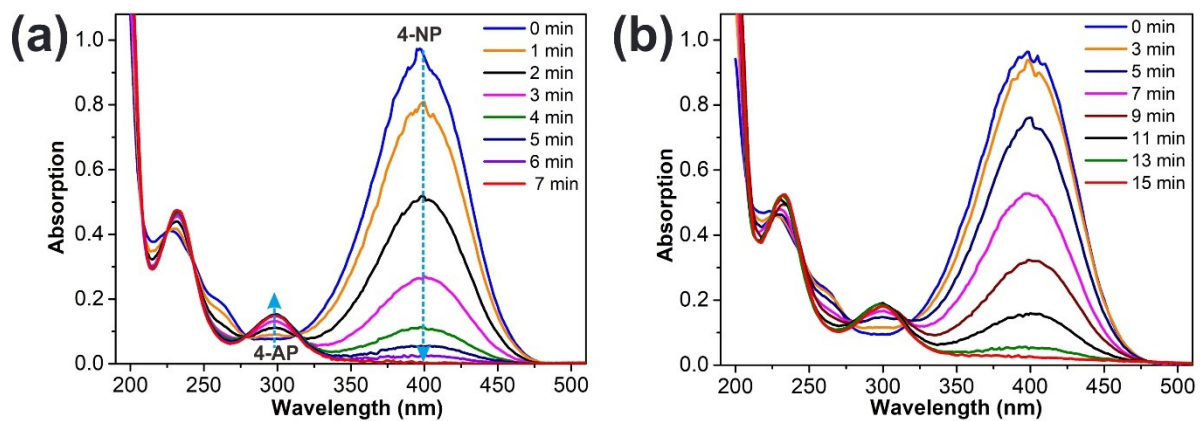 (a)
Absorption
1.0
0.8
0.6
0.4
0.2
0.0
4-NP
4-AP
0 min
1 min
2 min
3 min
4 min
5 min
6 min
7 min
200 250 300 350 400 450 500
Wavelength (nm)
(b)
Absorption
1.0
0.8
0.6
0.4
0.2
0.0
0 min
3 min
5 min
7 min
9 min
11 min
13 min
15 min
200 250 300 350 400 450 500
Wavelength (nm)